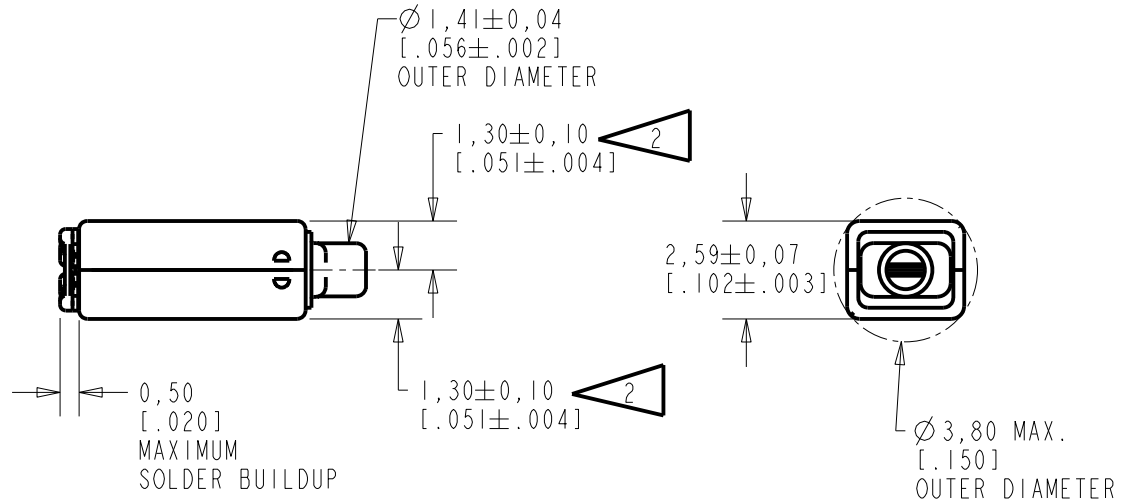 Ø1,41±0,04
[.056±.002]
OUTER DIAMETER
1,30±0,10
[.051±.004]
2
2,59±0,07
[.102±.003]
0,50
[.020]
MAXIMUM
SOLDER BUILDUP
1,30±0,10
[.051±.004]
2
Ø3,80 MAX.
[.150]
OUTER DIAMETER